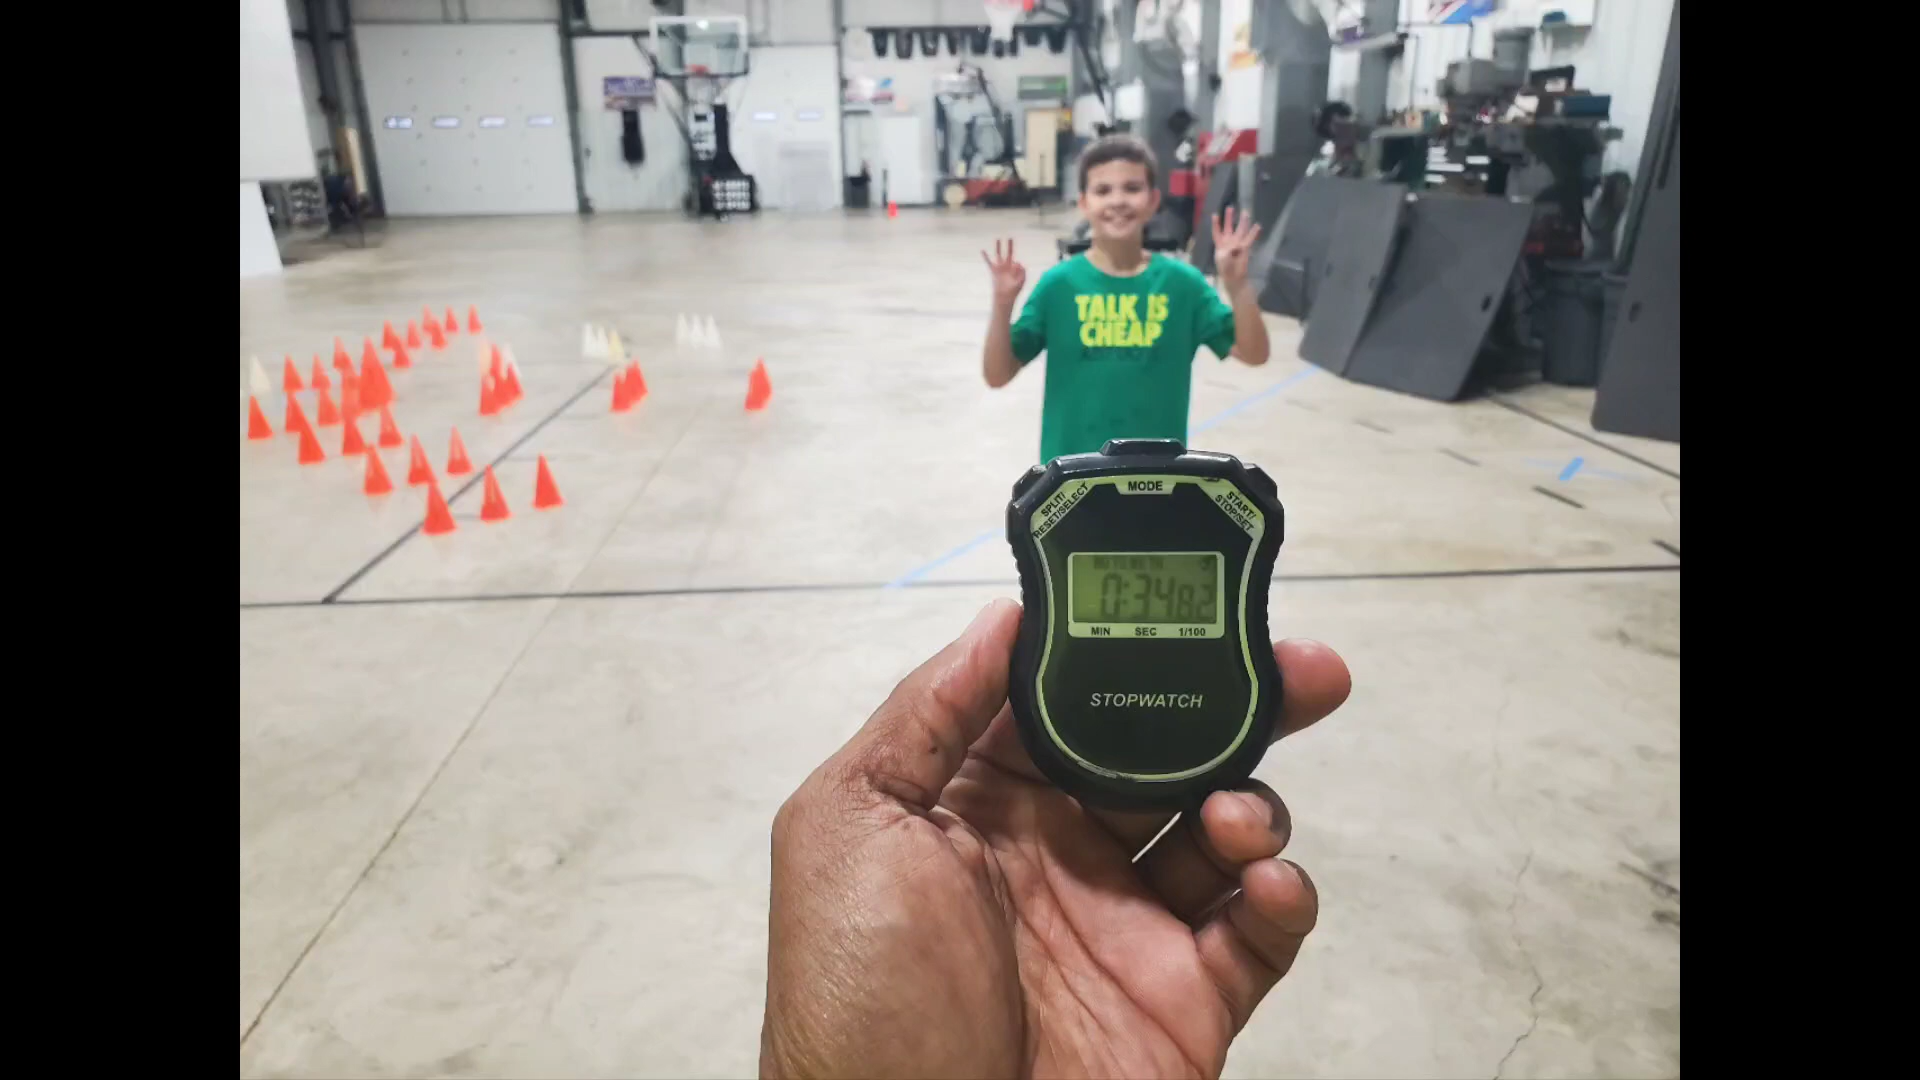 TALK IS
CHEAP
SPLIT/
RESET/SELECT
MODE
START/
STOP/SET
0:34 82
MIN SEC 1/100
STOPWATCH